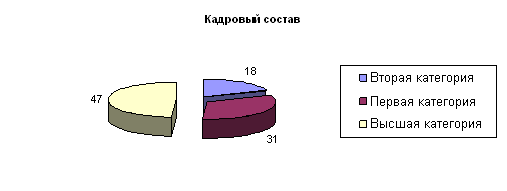 Кадровый состав
18
47
31
Вторая категория
Первая категория
Высшая категория